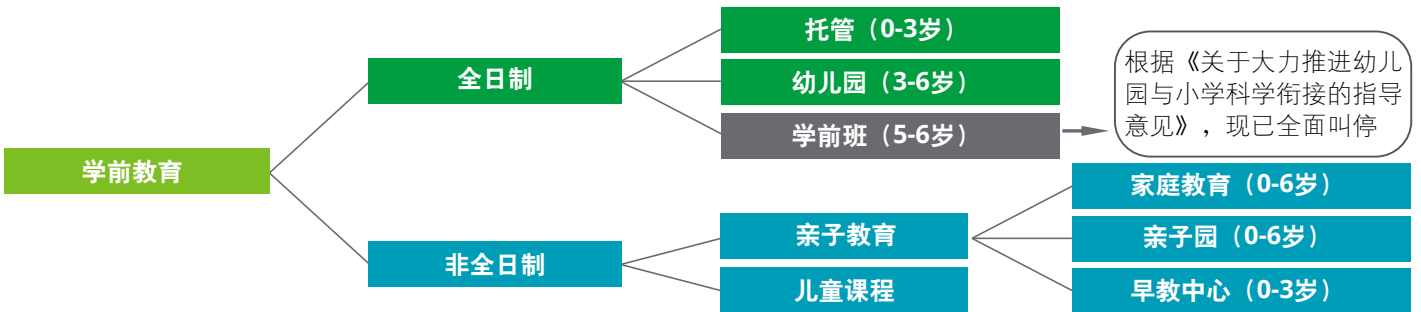 学前教育
全日制
托管（0-3岁）
幼儿园（3-6岁）
学前班（5-6岁）
根据《关于大力推进幼儿
园与小学科学衔接的指导
意见》，现已全面叫停
非全日制
亲子教育
家庭教育（0-6岁）
亲子园（0-6岁）
早教中心（0-3岁）
儿童课程